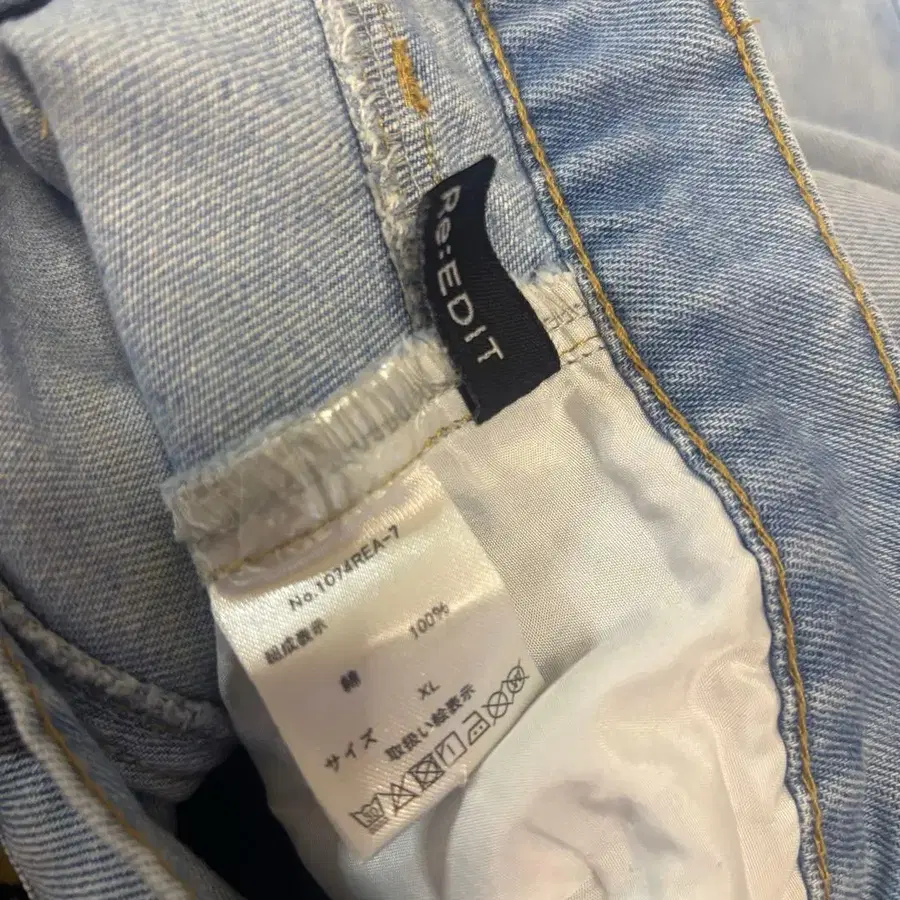 Re:EDIT
No.1074REA-7
組成表示
綿 100%
サイズ XL
取扱い絵表示